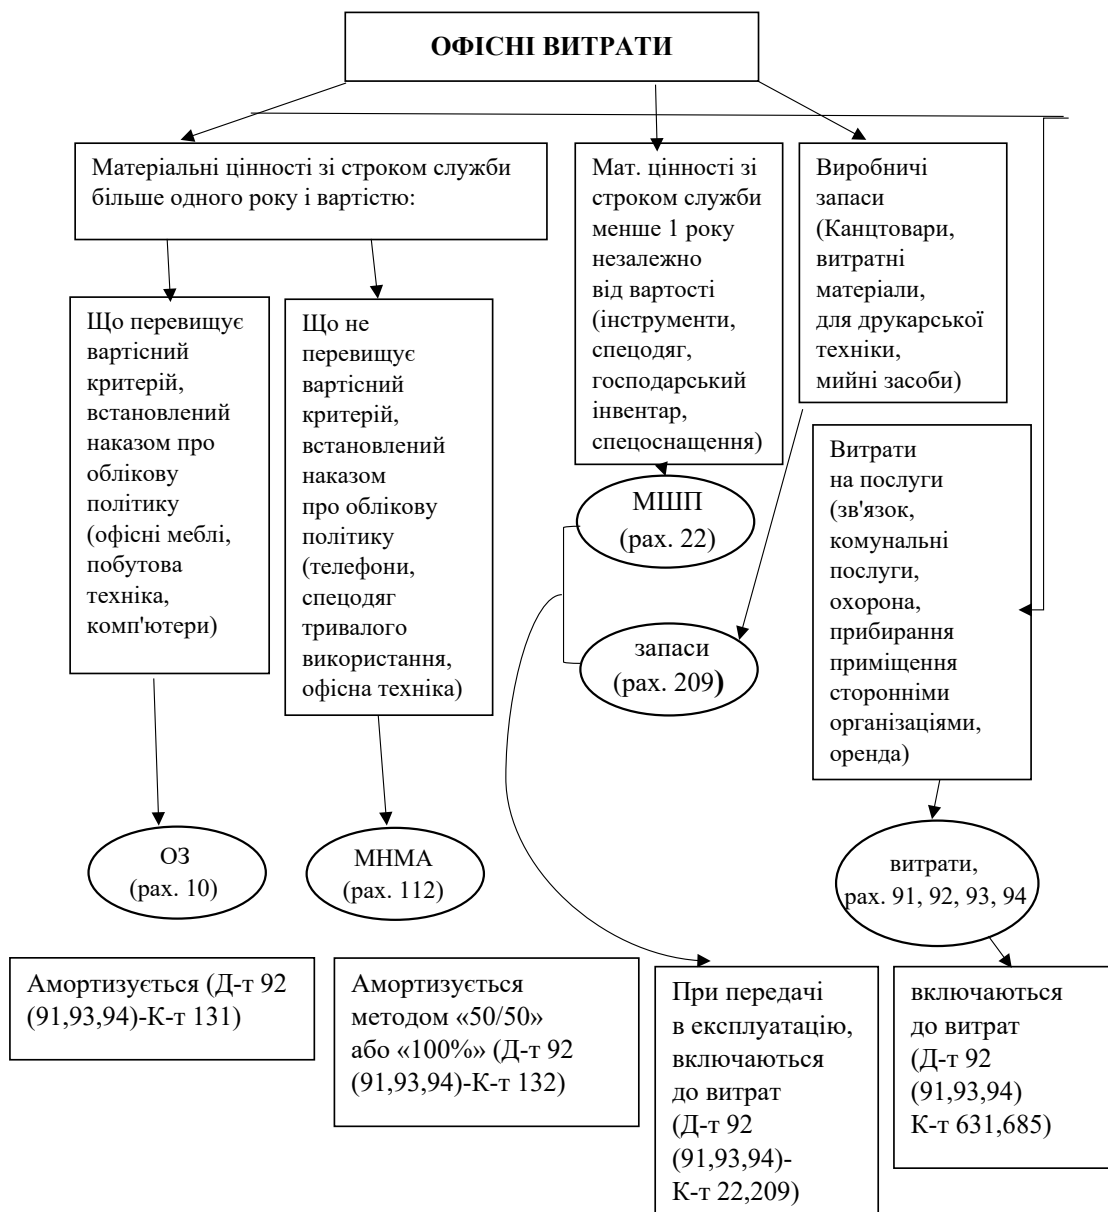 ОФІСНІ ВИТРАТИ
Матеріальні цінності зі строком служби
більше одного року і вартістю:
Мат. цінності зі
строком служби
менше 1 року
незалежно
від вартості
(інструменти,
спецодяг,
господарський
інвентар,
спецоснащення)
Виробничі
запаси
(Канцтовари,
витратні
матеріали,
для друкарської
техніки,
мийні засоби)
Що перевищує
вартісний
критерій,
встановлений
наказом про
облікову
політику
(офісні меблі,
побутова
техніка,
комп'ютери)
Що не
перевищує
вартісний
критерій,
встановлений
наказом
про облікову
політику
(телефони,
спецодяг
тривалого
використання,
офісна техніка)
Витрати
на послуги
(зв'язок,
комунальні
послуги,
охорона,
прибирання
приміщення
сторонніми
організаціями,
оренда)
МШП
(рах. 22)
запаси
(рах. 209)
ОЗ
(рах. 10)
МНМА
(рах. 112)
витрати,
рах. 91, 92, 93, 94
Амортизується (Д-т 92
(91,93,94)-К-т 131)
Амортизується
методом «50/50»
або «100%» (Д-т 92
(91,93,94)-К-т 132)
При передачі
в експлуатацію,
включаються
до витрат
(Д-т 92
(91,93,94)-
К-т 22,209)
включаються
до витрат
(Д-т 92
(91,93,94)
К-т 631,685)